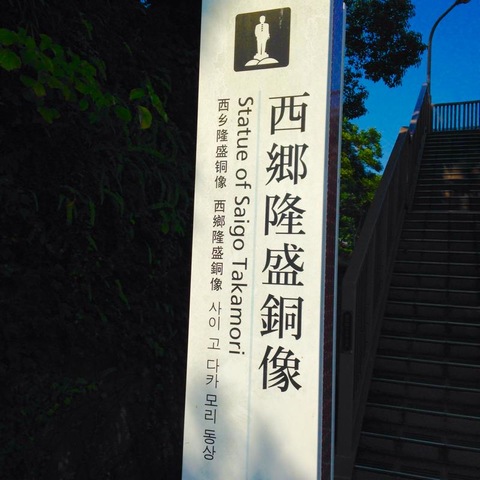 西郷隆盛銅像
Statue of Saigo Takamori
西乡隆盛铜像 西鄉隆盛銅像 사이 고 다카 모리 동상